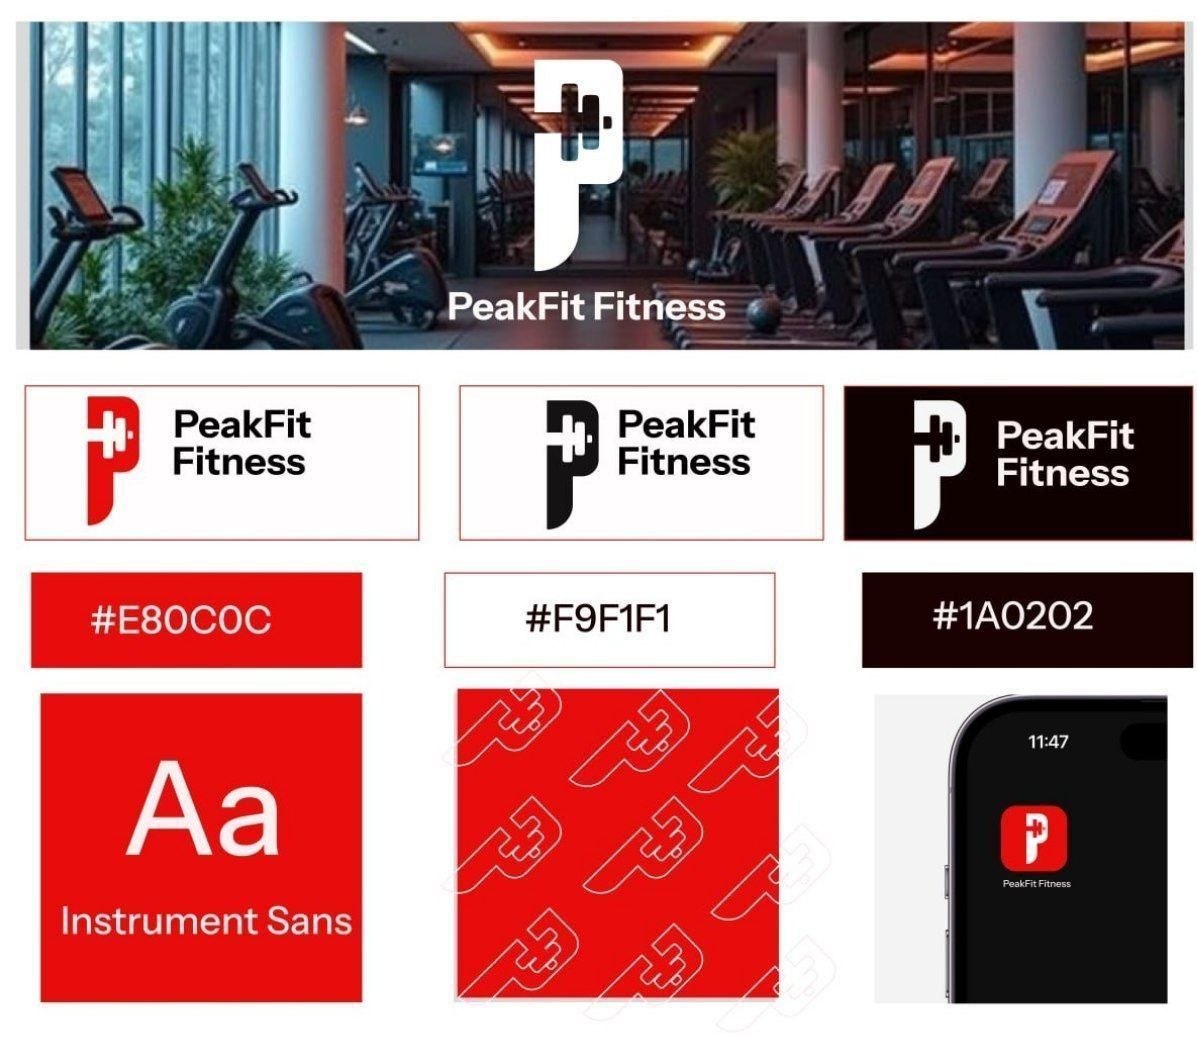 PeakFit Fitness
PeakFit
Fitness
PeakFit
Fitness
PeakFit
Fitness
#E80C0C
#F9F1F1
#1A0202
Aa
Instrument Sans
11:47
PeakFit Fitness